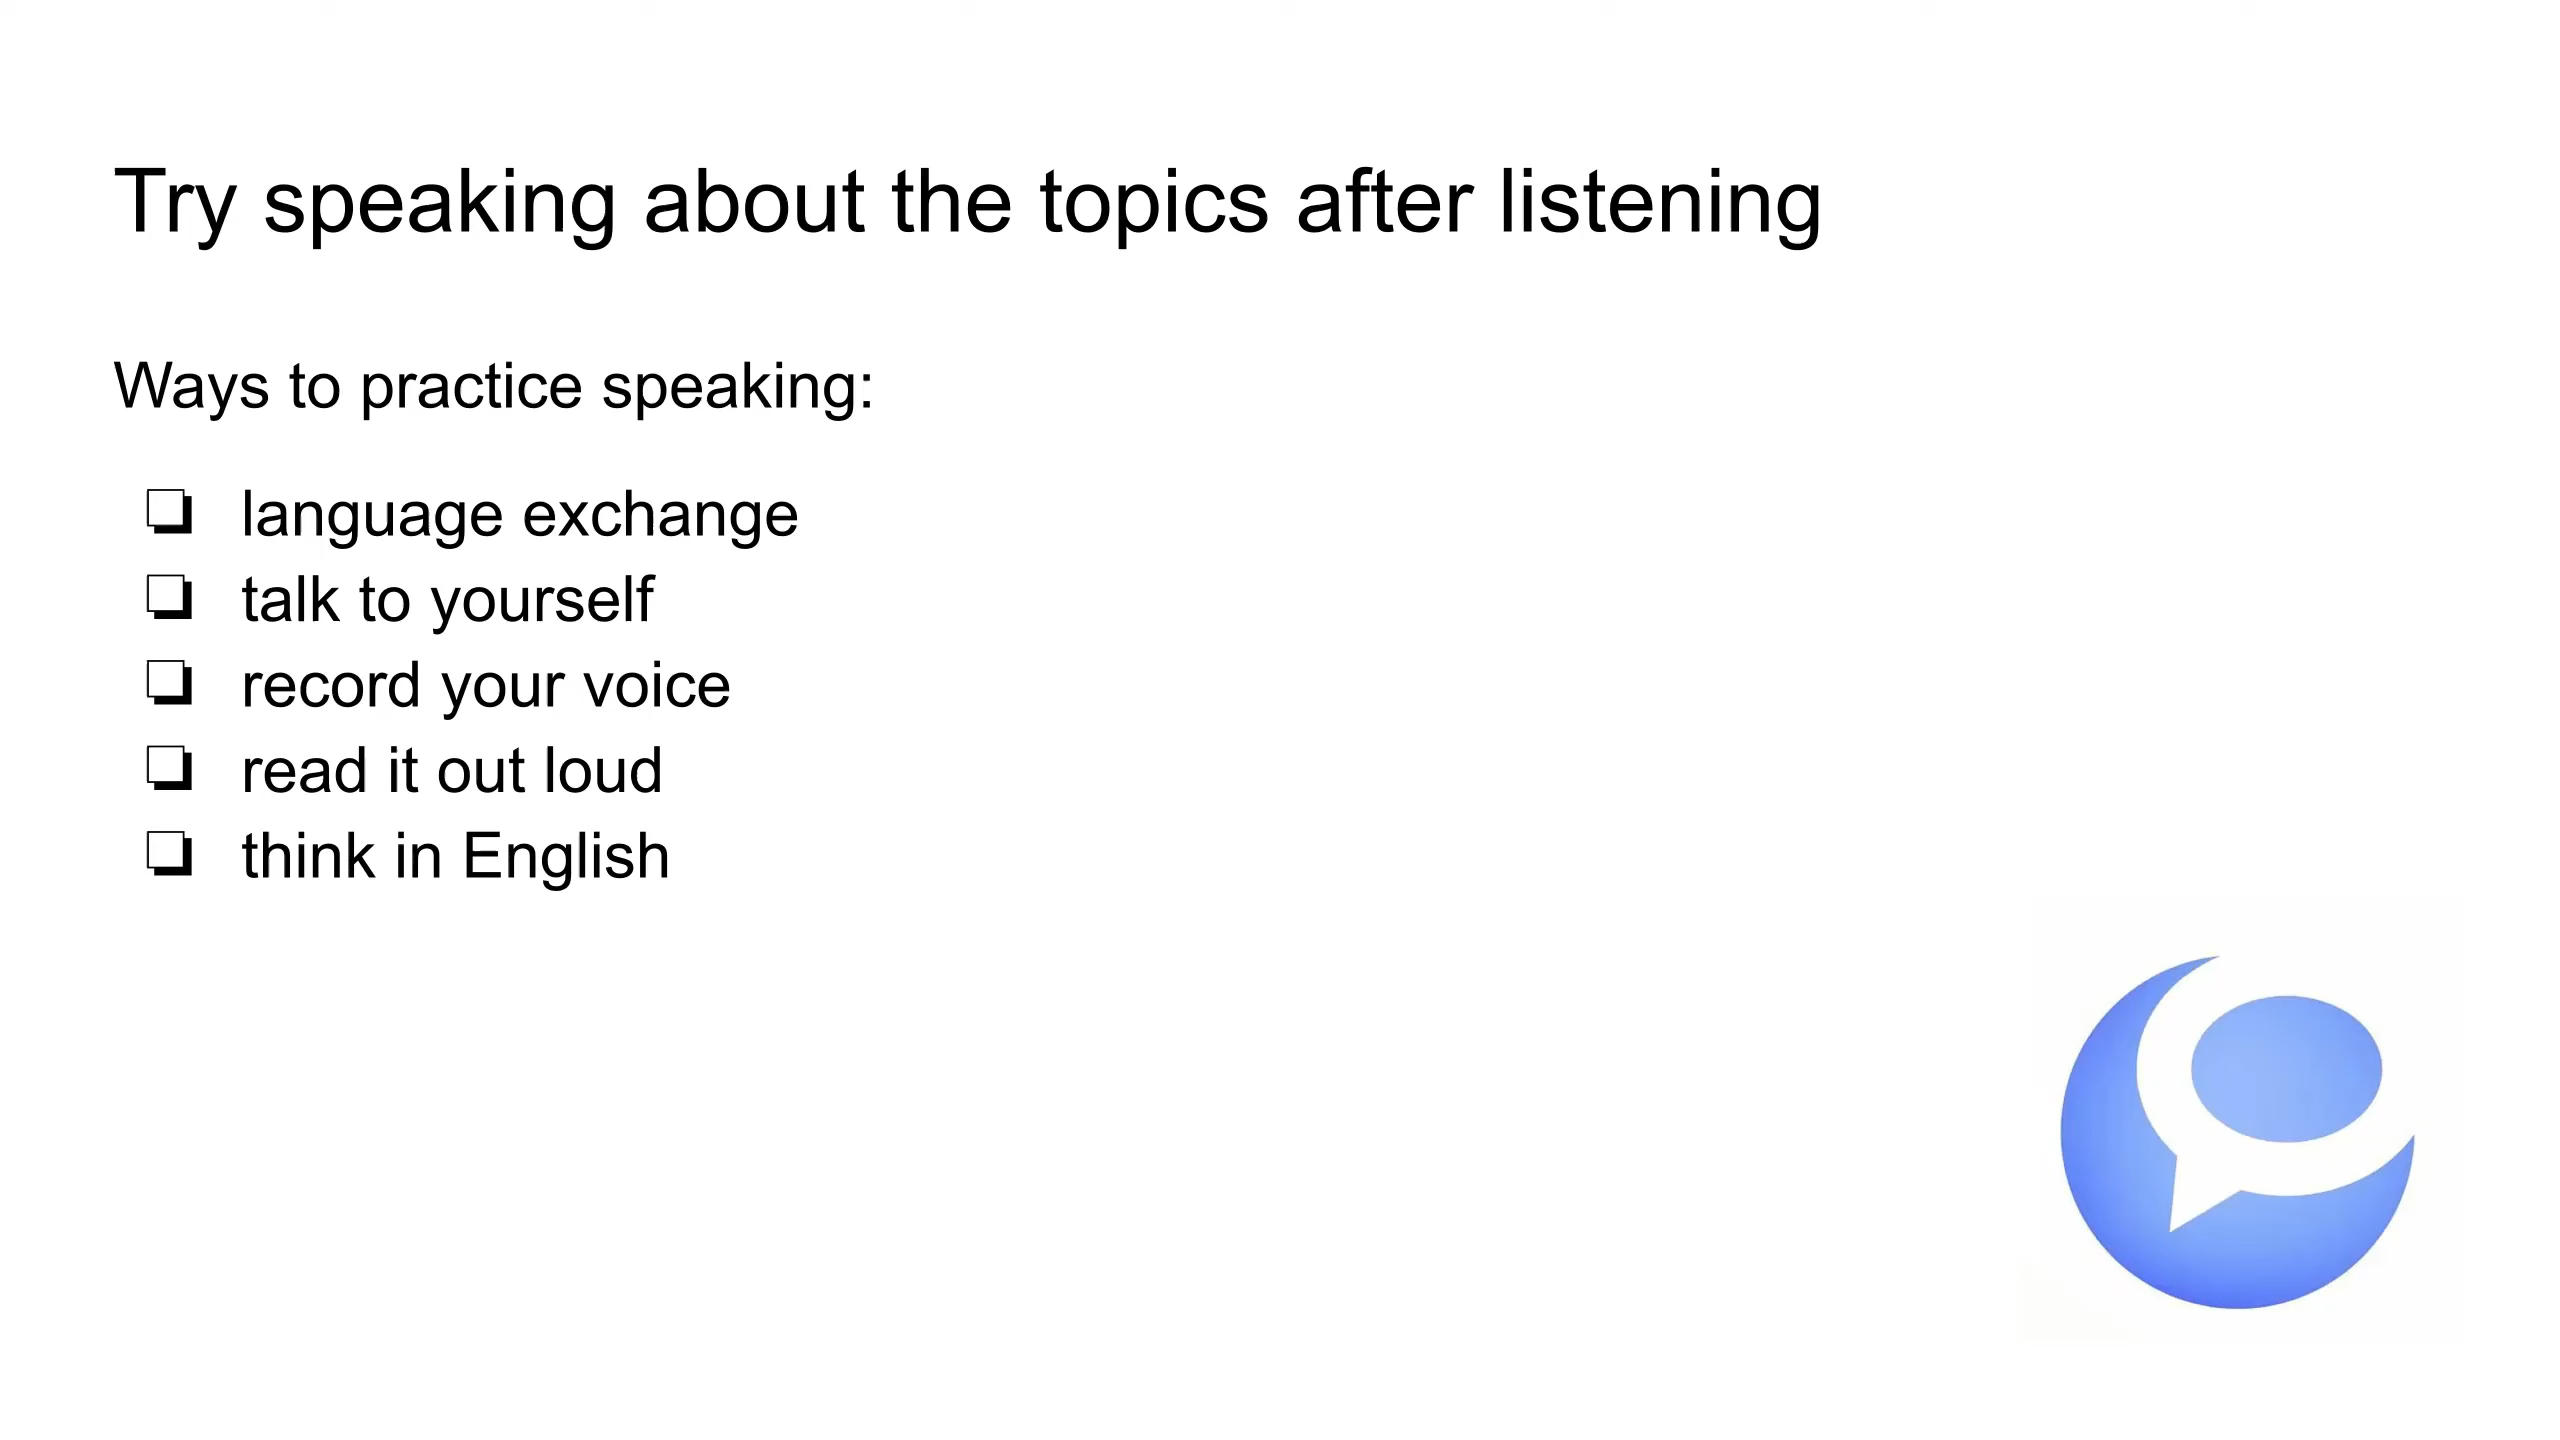 Try speaking about the topics after listening
Ways to practice speaking:
❏ language exchange
❏ talk to yourself
❏ record your voice
❏ read it out loud
❏ think in English